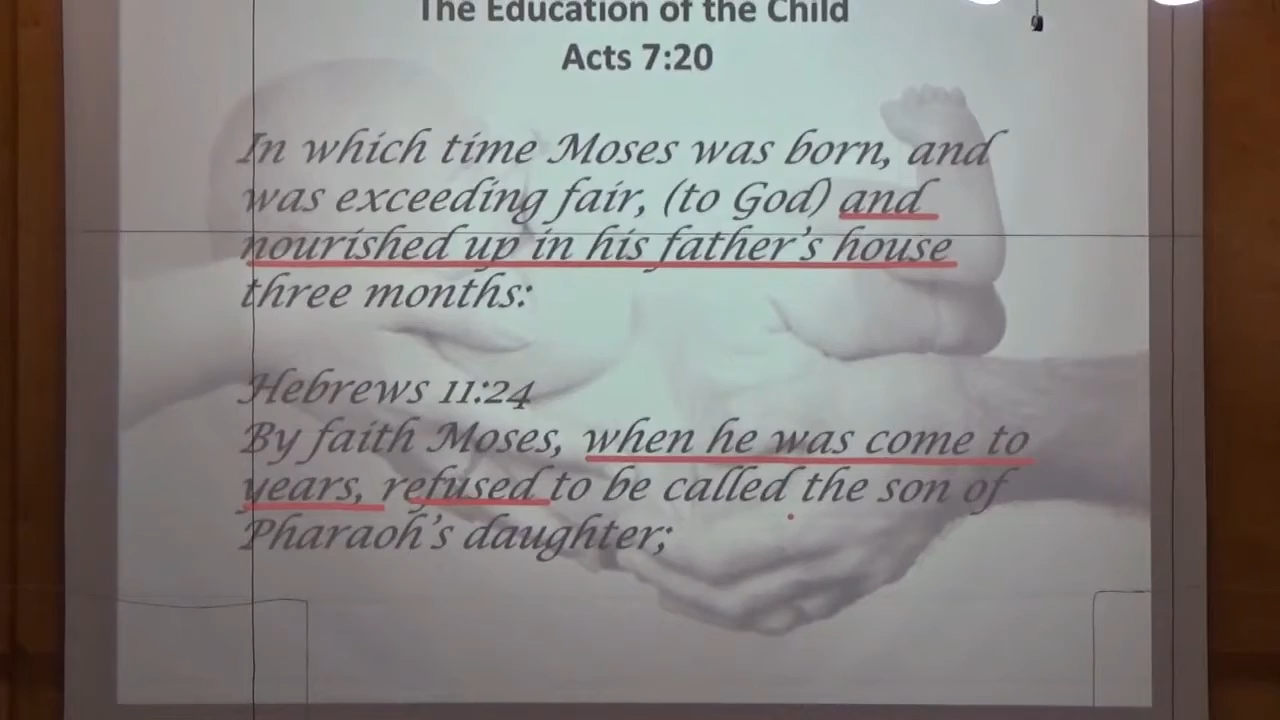 The Education of the Child
Acts 7:20
In which time Moses was born, and
was exceeding fair, (to God) and
nourished up in his father's house
three months:
Hebrews 11:24
By faith Moses, when he was come to
years, refused to be called the son of
Pharaoh's daughter;